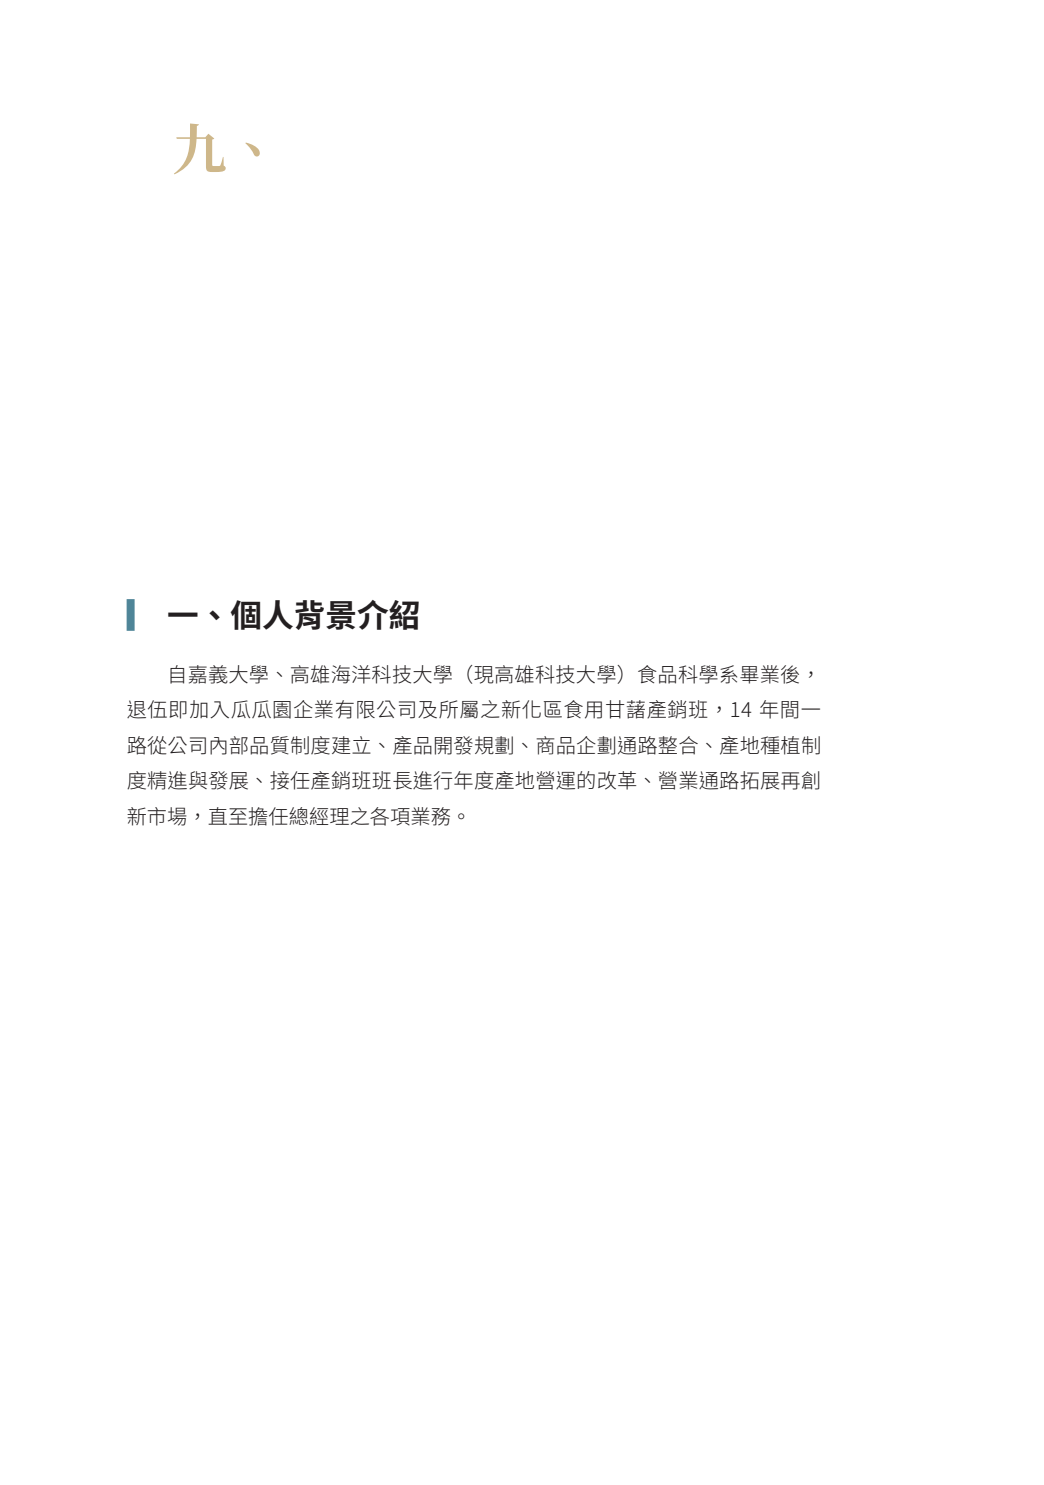 九、
一、個人背景介紹
自嘉義大學、高雄海洋科技大學（現高雄科技大學）食品科學系畢業後，
退伍即加入瓜瓜園企業有限公司及所屬之新化區食用甘藷產銷班，14 年間一
路從公司內部品質制度建立、產品開發規劃、商品企劃通路整合、產地種植制
度精進與發展、接任產銷班班長進行年度產地營運的改革、營業通路拓展再創
新市場，直至擔任總經理之各項業務。